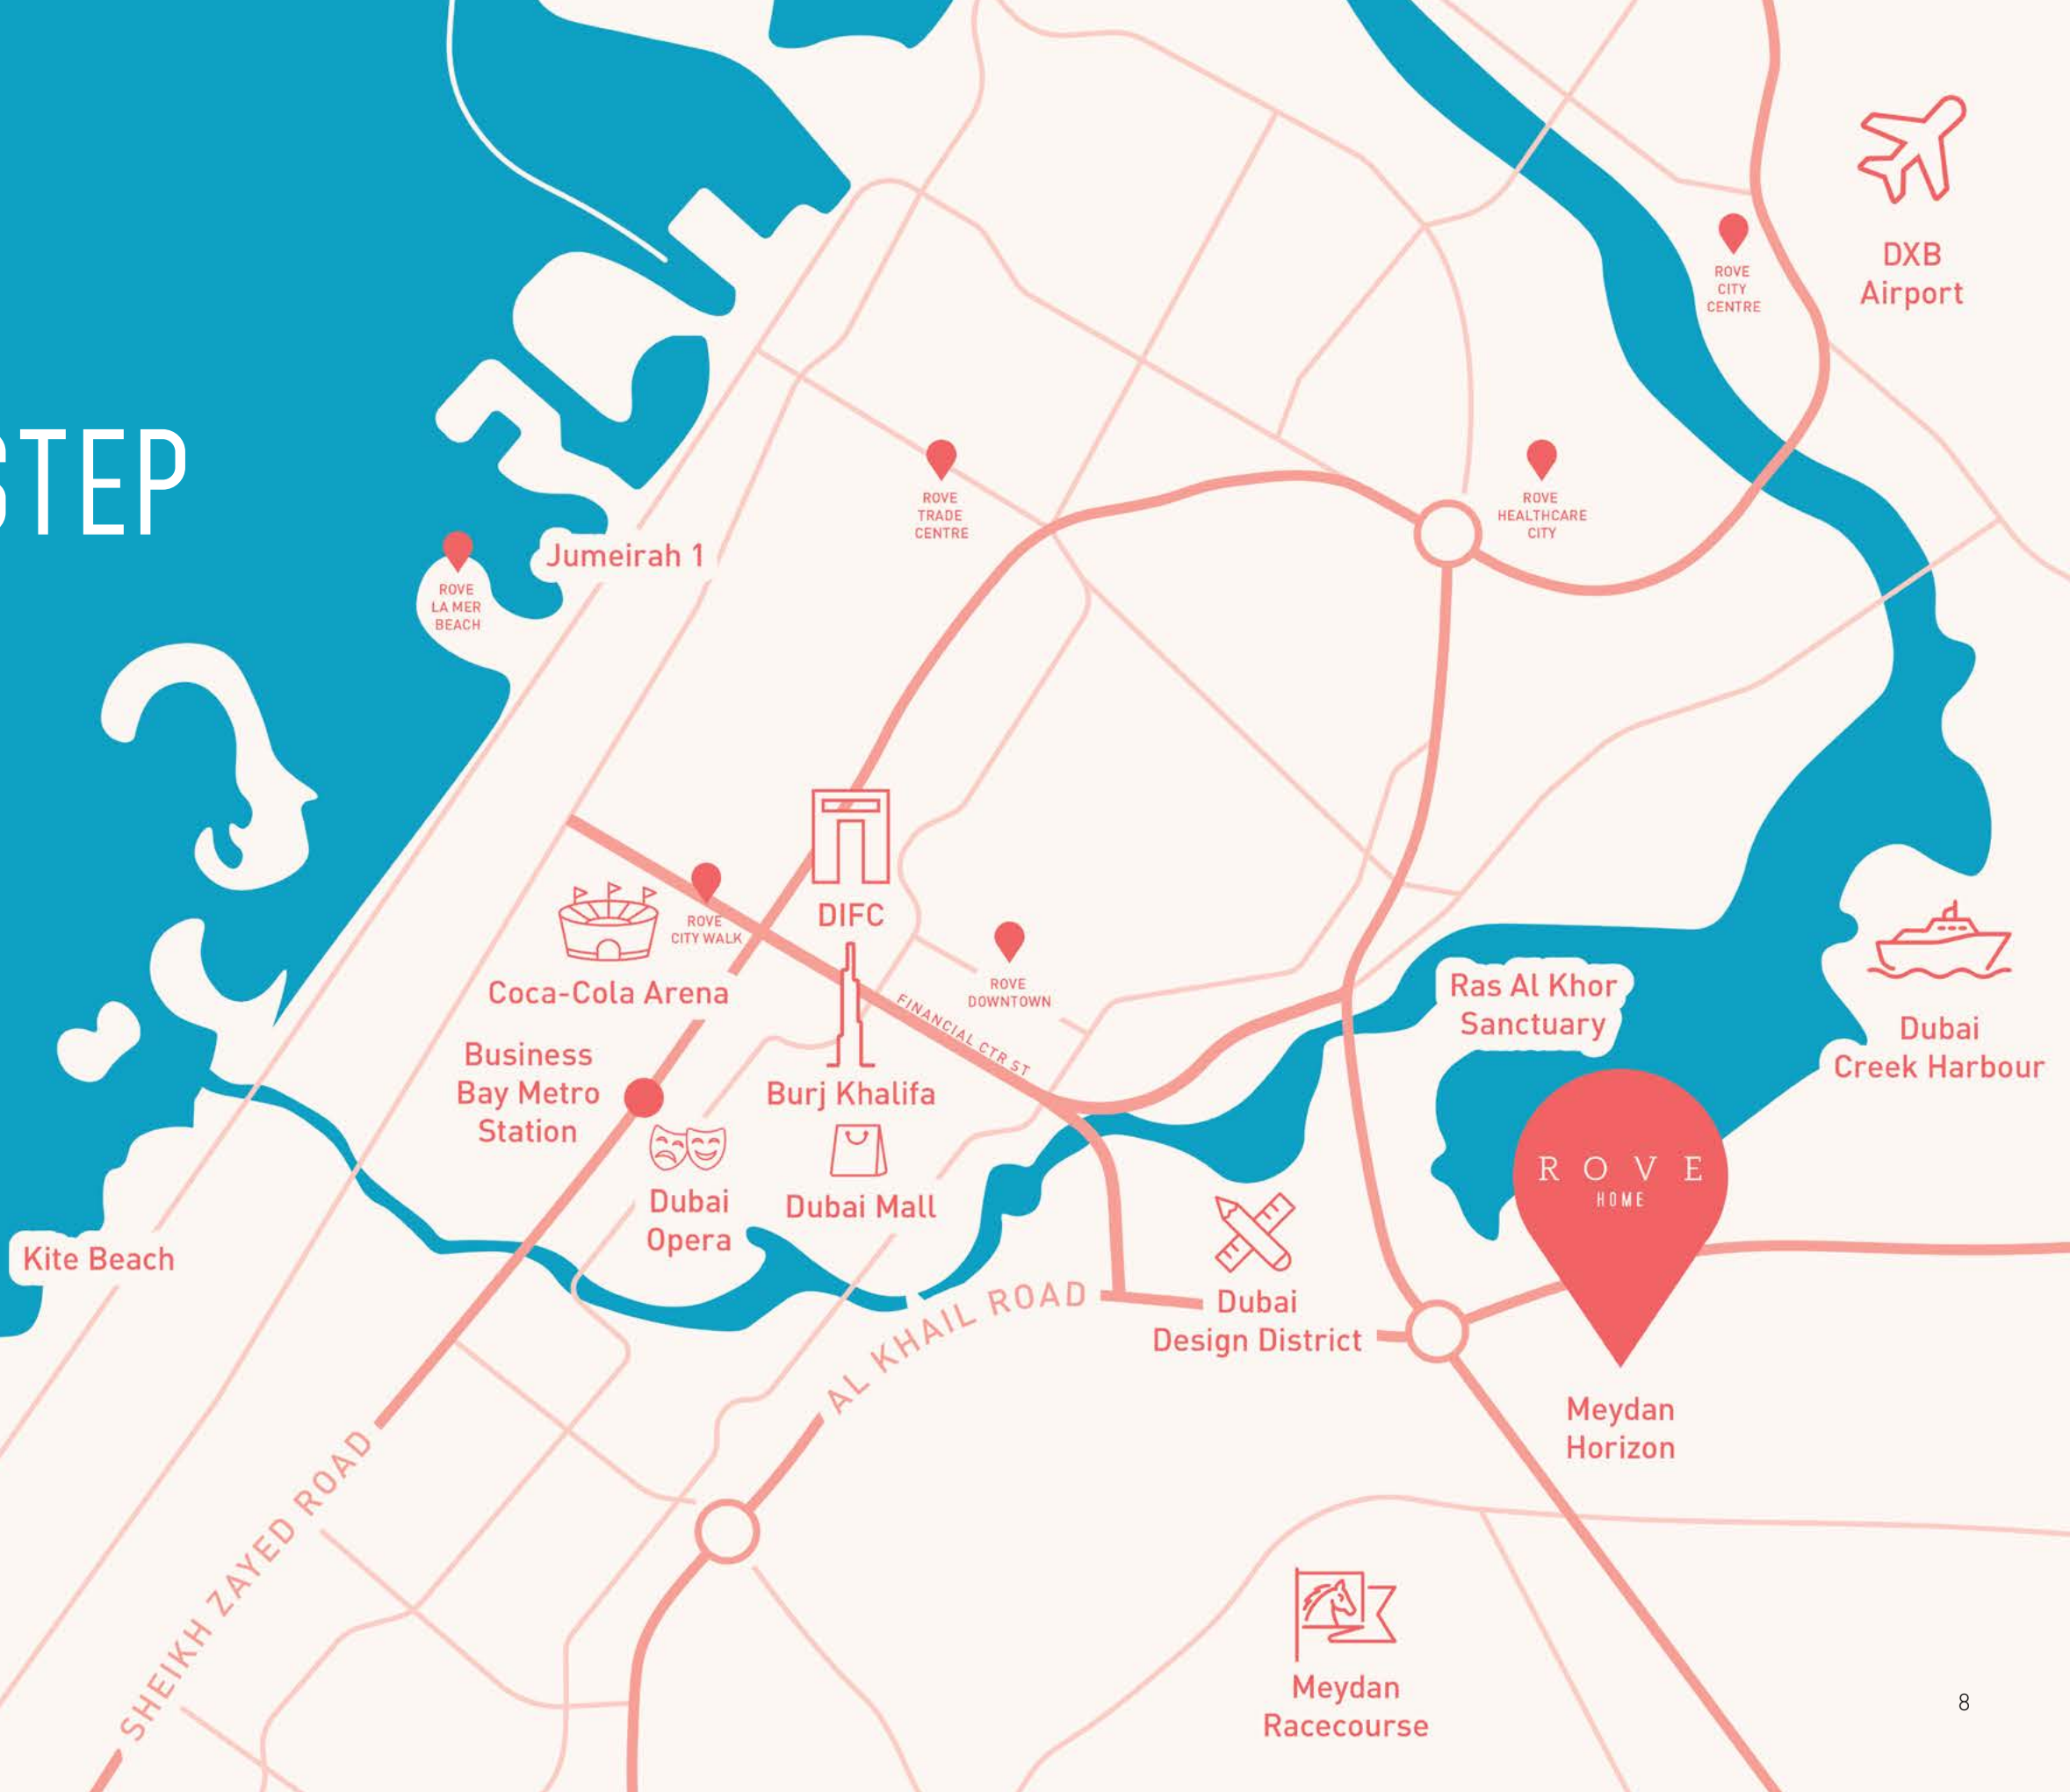 STEP
DXB
Airport
ROVE
CITY
CENTRE
ROVE
TRADE
CENTRE
ROVE
HEALTHCARE
CITY
Jumeirah 1
ROVE
LA MER
BEACH
DIFC
ROVE
CITY WALK
Coca-Cola Arena
ROVE
DOWNTOWN
FINANCIAL CTR ST
Ras Al Khor
Sanctuary
Dubai
Creek Harbour
Business
Bay Metro
Station
Burj Khalifa
ROVE
HOME
Dubai
Opera
Dubai Mall
Kite Beach
AL KHAIL ROAD
Dubai
Design District
Meydan
Horizon
SHEIKH ZAYED ROAD
Meydan
Racecourse
8